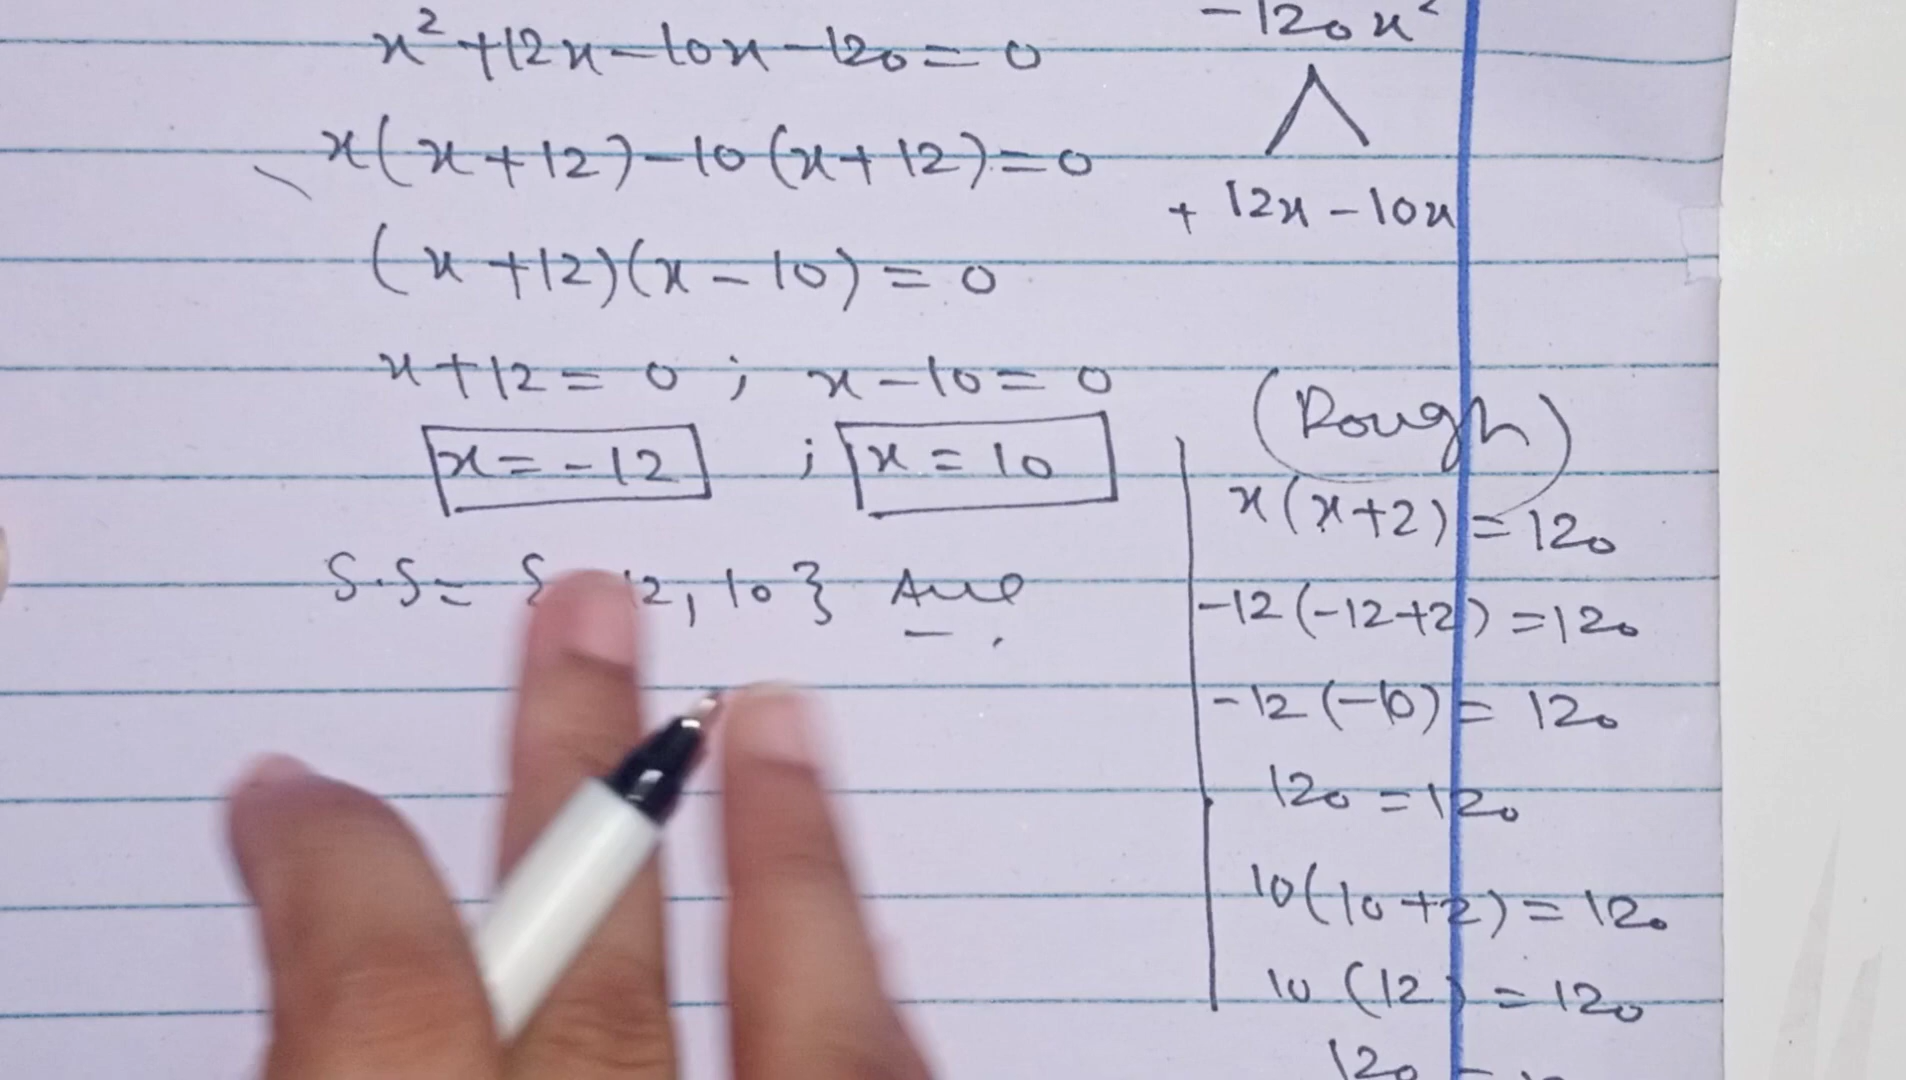 x² +12x-10x-120=0
x(x+12)-10(x+12)=0
(x+12)(x-10)=0
x+12=0 ; x-10=0
x=-12 ; x=10
S.S= { 12, 10}
-120x²
+12x-10x
(Rough)
x(x+2)=120
-12(-12+2)=120
-12(-10)=120
120=120
10(10+2)=120
10(12)=120
120=